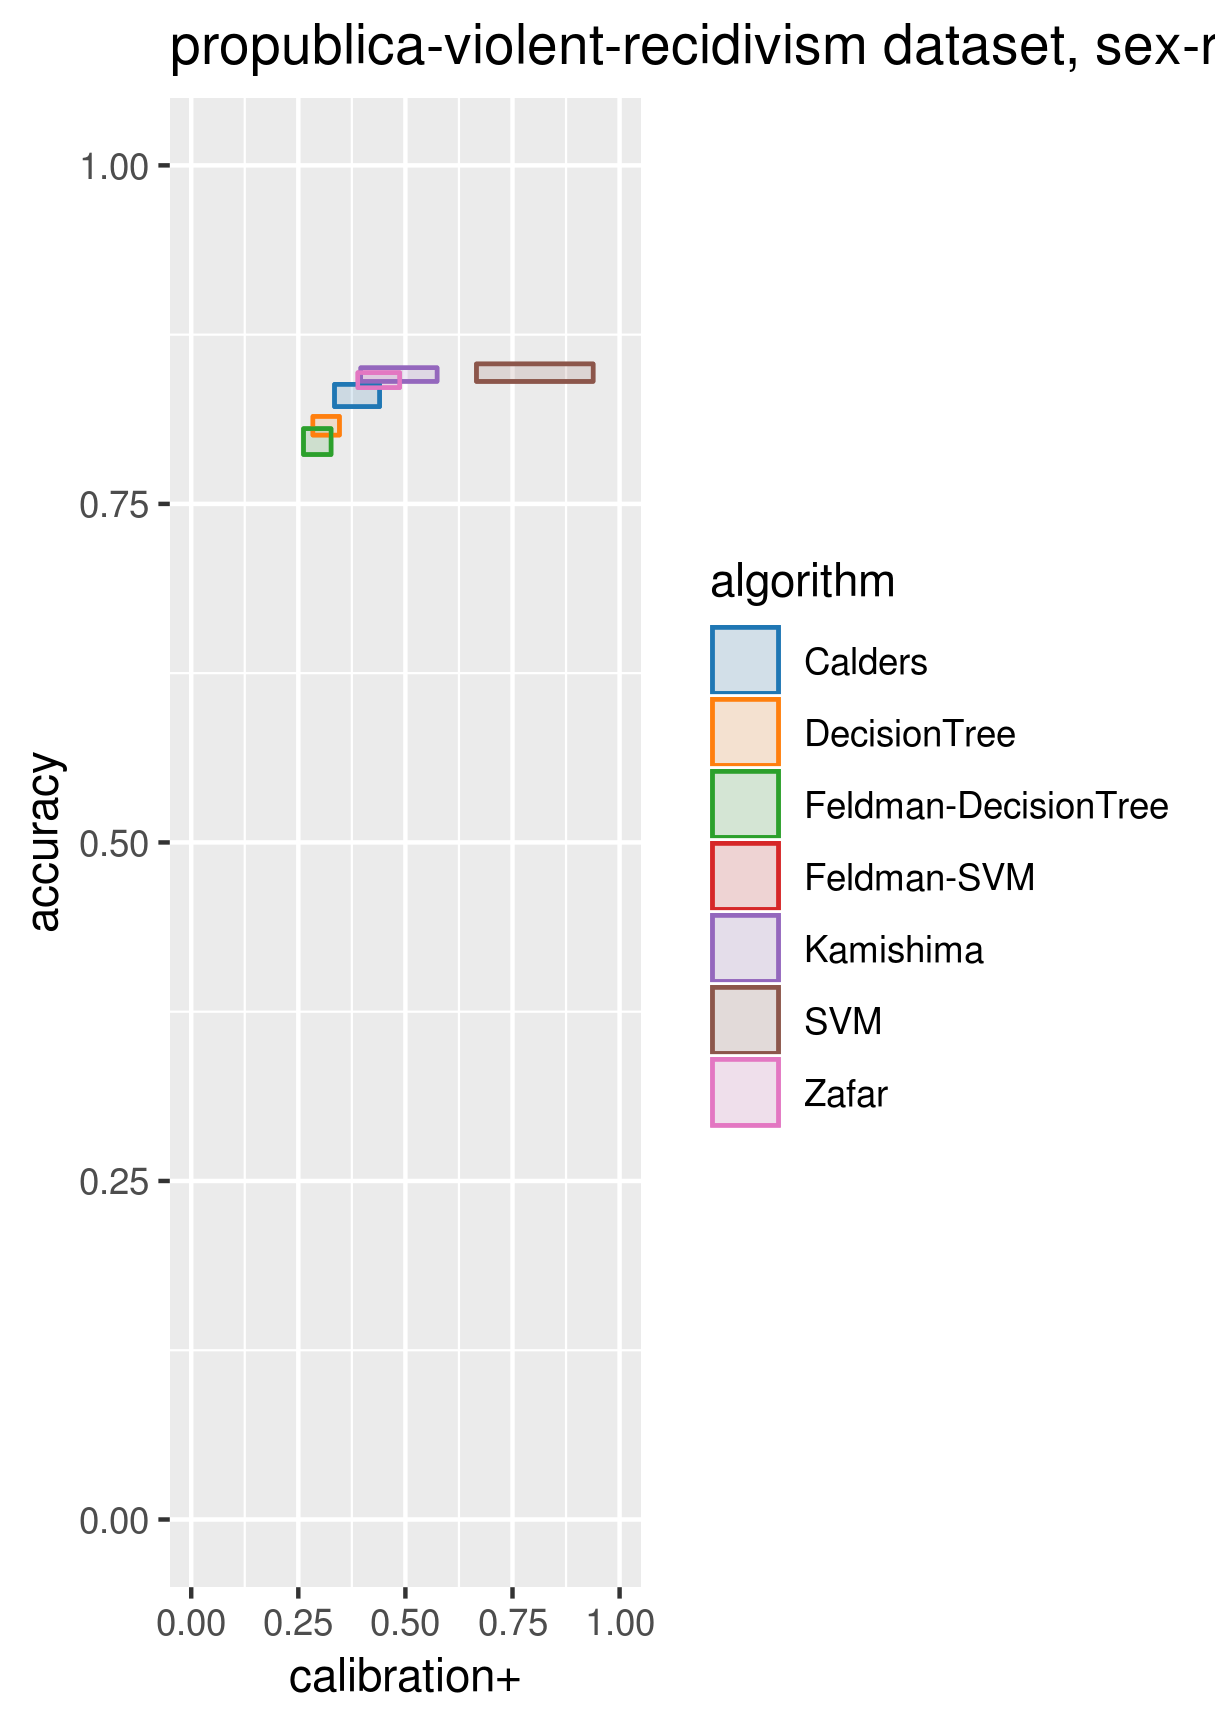 propublica-violent-recidivism dataset, sex-r
1.00
0.75
0.50
0.25
0.00
accuracy
0.00 0.25 0.50 0.75 1.00
calibration+
algorithm
Calders
DecisionTree
Feldman-DecisionTree
Feldman-SVM
Kamishima
SVM
Zafar